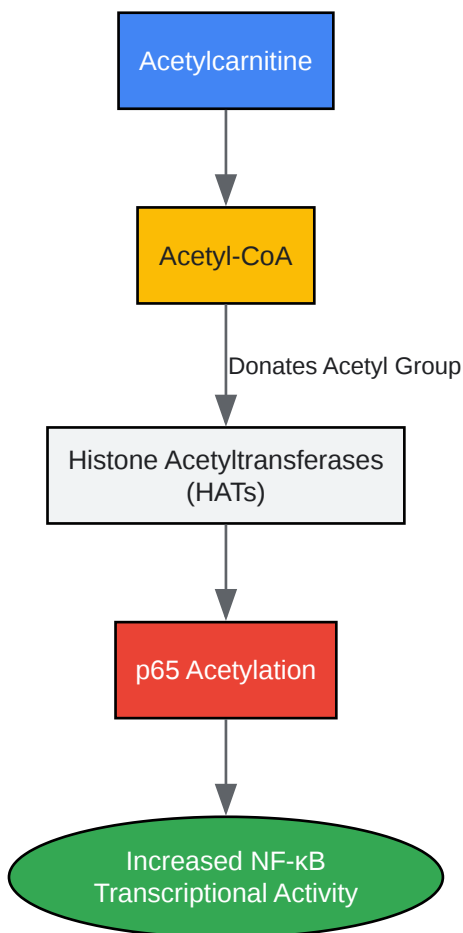 Acetylcarnitine
Acetyl-CoA
Donates Acetyl Group
Histone Acetyltransferases
(HATs)
p65 Acetylation
Increased NF-κB
Transcriptional Activity